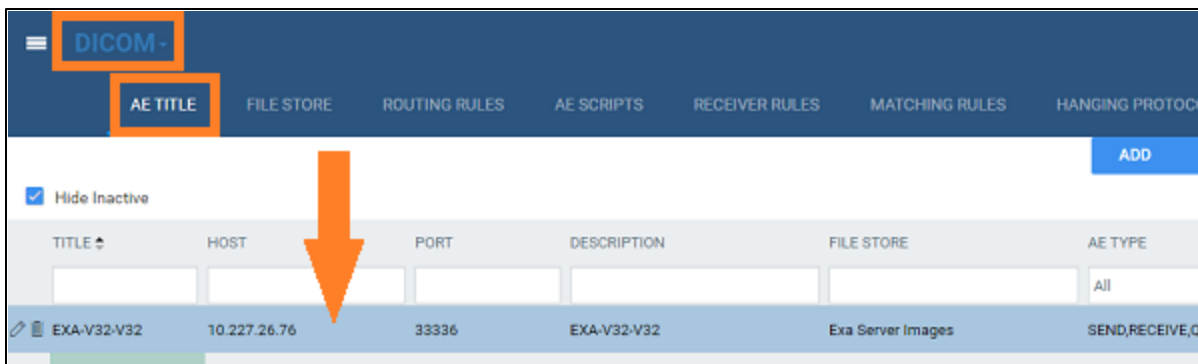 DICOM
AE TITLE FILE STORE ROUTING RULES AE SCRIPTS RECEIVER RULES MATCHING RULES HANGING PROTOC
ADD
Hide Inactive
TITLE HOST PORT DESCRIPTION FILE STORE AE TYPE
All
EXA-V32-V32 10.227.26.76 33336 EXA-V32-V32 Exa Server Images SEND,RECEIVE,Q